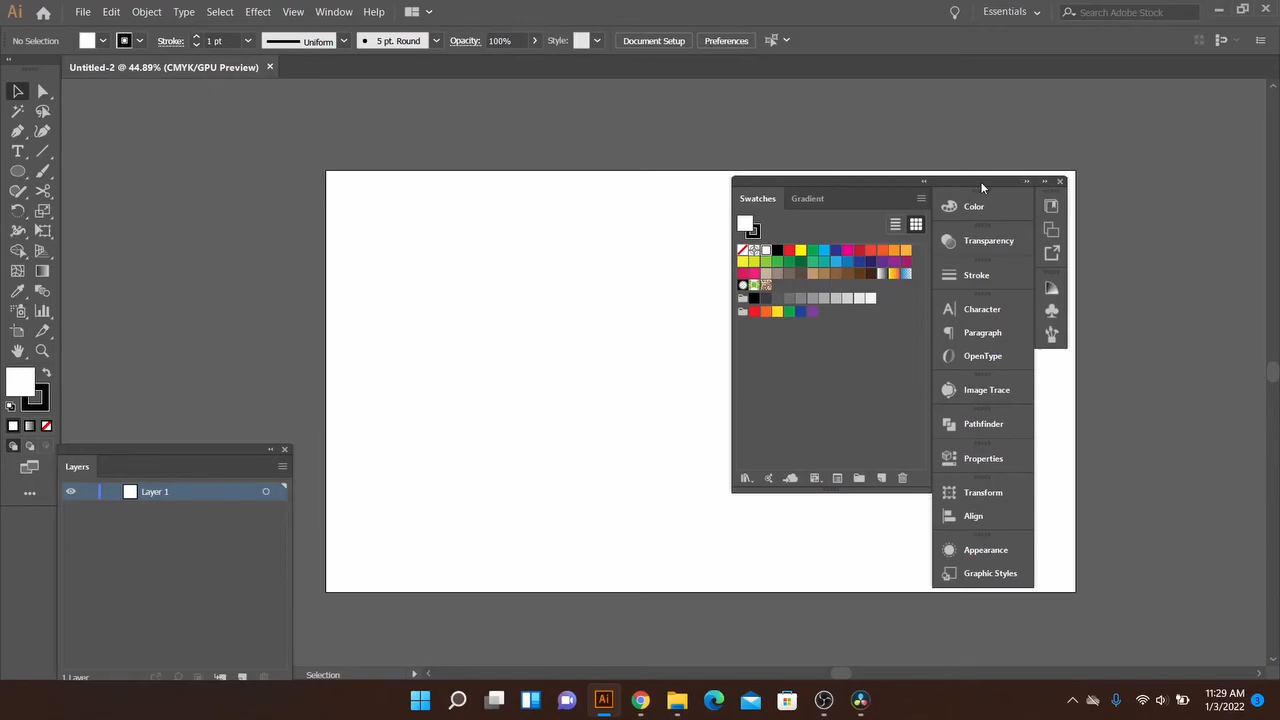 Ai File Edit Object Type Select Effect View Window Help Essentials Search Adobe Stock
No Selection Stroke: 1 pt Uniform 5 pt. Round Opacity: 100% Style: Document Setup Preferences
Untitled-2 @ 44.89% (CMYK/GPU Preview)
Swatches Gradient
Color
Transparency
Stroke
Character
Paragraph
OpenType
Image Trace
Pathfinder
Properties
Transform
Align
Appearance
Graphic Styles
Layers
Layer 1
1 Layer
Selection
Ai
11:29 AM
1/3/2022
3